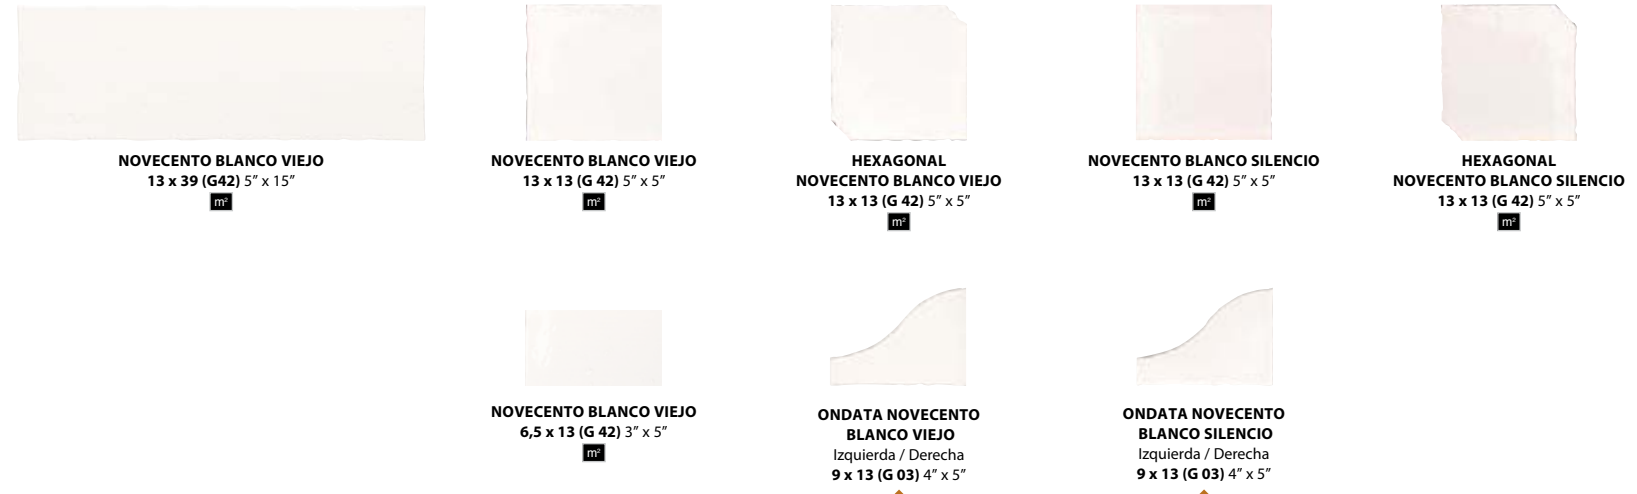 NOVECENTO BLANCO VIEJO
13 x 39 (G42) 5” x 15”
m²
NOVECENTO BLANCO VIEJO
13 x 13 (G 42) 5” x 5”
m²
HEXAGONAL
NOVECENTO BLANCO VIEJO
13 x 13 (G 42) 5” x 5”
m²
NOVECENTO BLANCO SILENCIO
13 x 13 (G 42) 5” x 5”
m²
HEXAGONAL
NOVECENTO BLANCO SILENCIO
13 x 13 (G 42) 5” x 5”
m²
NOVECENTO BLANCO VIEJO
6,5 x 13 (G 42) 3” x 5”
m²
ONDATA NOVECENTO
BLANCO VIEJO
Izquierda / Derecha
9 x 13 (G 03) 4” x 5”
ONDATA NOVECENTO
BLANCO SILENCIO
Izquierda / Derecha
9 x 13 (G 03) 4” x 5”